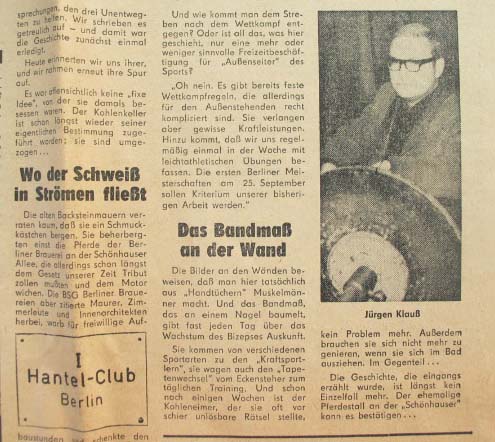 sprechungen, den drei Unentweg-
ten zu helfen. Wir schrieben es
getreulich auf – und damit war
die Geschichte zunächst einmal
erledigt.
Heute erinnerten wir uns ihrer,
und wir nahmen erneut ihre Spur
auf.
Es war offensichtlich keine „fixe
Idee", von der sie damals be-
sessen waren. Der Kohlenkeller
ist schon längst wieder seiner
eigentlichen Bestimmung zuge-
führt worden; sie sind umge-
zogen...
Wo der Schweiß
in Strömen fließt
Die alten Backsteinmauern ver-
raten kaum, daß sie ein Schmuck-
kästchen bergen. Sie beherberg-
ten einst die Pferde der Ber-
liner Brauerei an der Schönhauser
Allee, die allerdings schon längst
dem Gesetz unserer Zeit Tribut
zollen mußten und dem Motor
wichen. Die BSG Berliner Braue-
reien aber zitierte Maurer, Zim-
merleute und Innenarchitekten
herbei, warb für freiwillige Auf-
I
Hantel-Club
Berlin
baustunden und schenkte den
Und wie kommt man dem Stre-
ben nach dem Wettkampf ent-
gegen? Oder ist all das, was hier
geschieht, nur eine mehr oder
weniger sinnvolle Freizeitbeschäf-
tigung für „Außenseiter" des
Sports?
„Oh nein. Es gibt bereits feste
Wettkampfregeln, die allerdings
für den Außenstehenden recht
kompliziert sind. Sie verlangen
aber gewisse Kraftleistungen.
Hinzu kommt, daß wir uns regel-
mäßig einmal in der Woche mit
leichtathletischen Übungen be-
fassen. Die ersten Berliner Mei-
sterschaften am 25. September
sollen Kriterium unserer bishe-
rigen Arbeit werden."
Das Bandmaß
an der Wand
Die Bilder an den Wänden be-
weisen, daß man hier tatsächlich
aus „Handtüchern" Muskelmän-
ner macht. Und das Bandmaß,
das an einem Nagel baumelt,
gibt fast jeden Tag über das
Wachstum des Bizepses Auskunft.
Sie kommen von verschiedenen
Sportarten zu den „Kraftsport-
lern", sie wagen auch den „Tape-
tenwechsel" vom Eckensteher zum
täglichen Training. Und schon
nach einigen Wochen ist der
Kohleneimer, der sie oft vor
schier unlösbare Rätsel stellte,
Jürgen Klauß
kein Problem mehr. Außerdem
brauchen sie sich nicht mehr zu
genieren, wenn sie sich im Bad
ausziehen. Im Gegenteil...
Die Geschichte, die eingangs
erzählt wurde, ist längst kein
Einzelfall mehr. Der ehemalige
Pferdestall an der „Schönhauser"
kann es bestätigen...